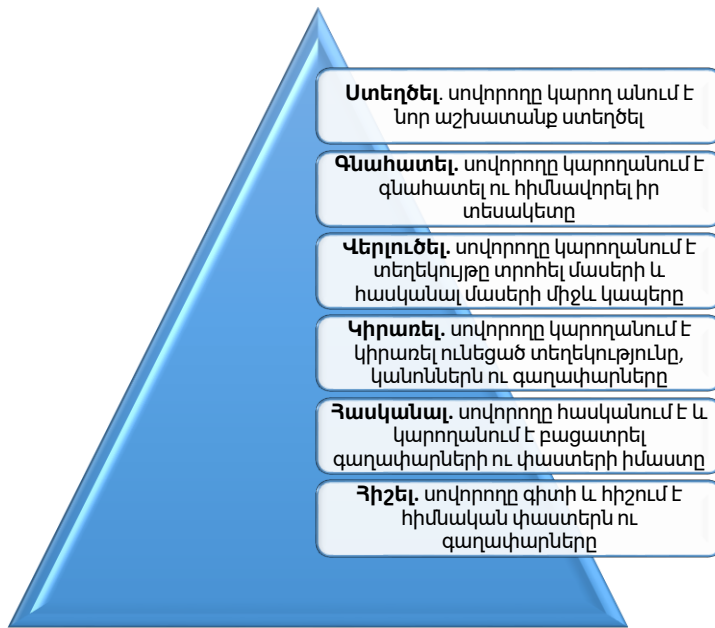 Ստեղծել. սովորողը կարող անում է
նոր աշխատանք ստեղծել
Գնահատել. սովորողը կարողանում է
գնահատել ու հիմնավորել իր
տեսակետը
Վերլուծել. սովորողը կարողանում է
տեղեկույթը տրոհել մասերի և
հասկանալ մասերի միջև կապերը
Կիրառել. սովորողը կարողանում է
կիրառել ունեցած տեղեկությունը,
կանոններն ու գաղափարները
Հասկանալ. սովորողը հասկանում է և
կարողանում է բացատրել
գաղափարների ու փաստերի իմաստը
Հիշել. սովորողը գիտի և հիշում է
հիմնական փաստերն ու
գաղափարները